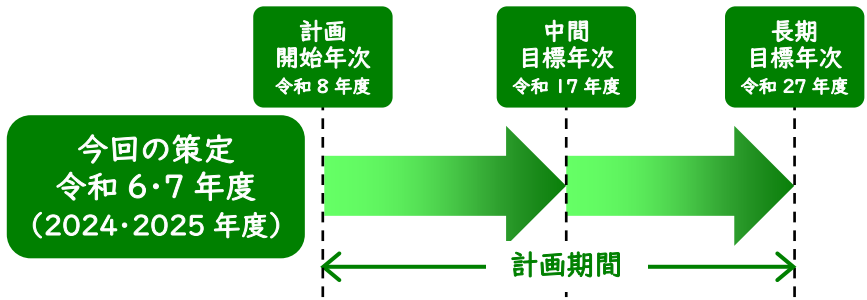 計画
開始年次
令和8年度
中間
目標年次
令和17年度
長期
目標年次
令和27年度
今回の策定
令和6・7年度
（2024・2025年度）
計画期間